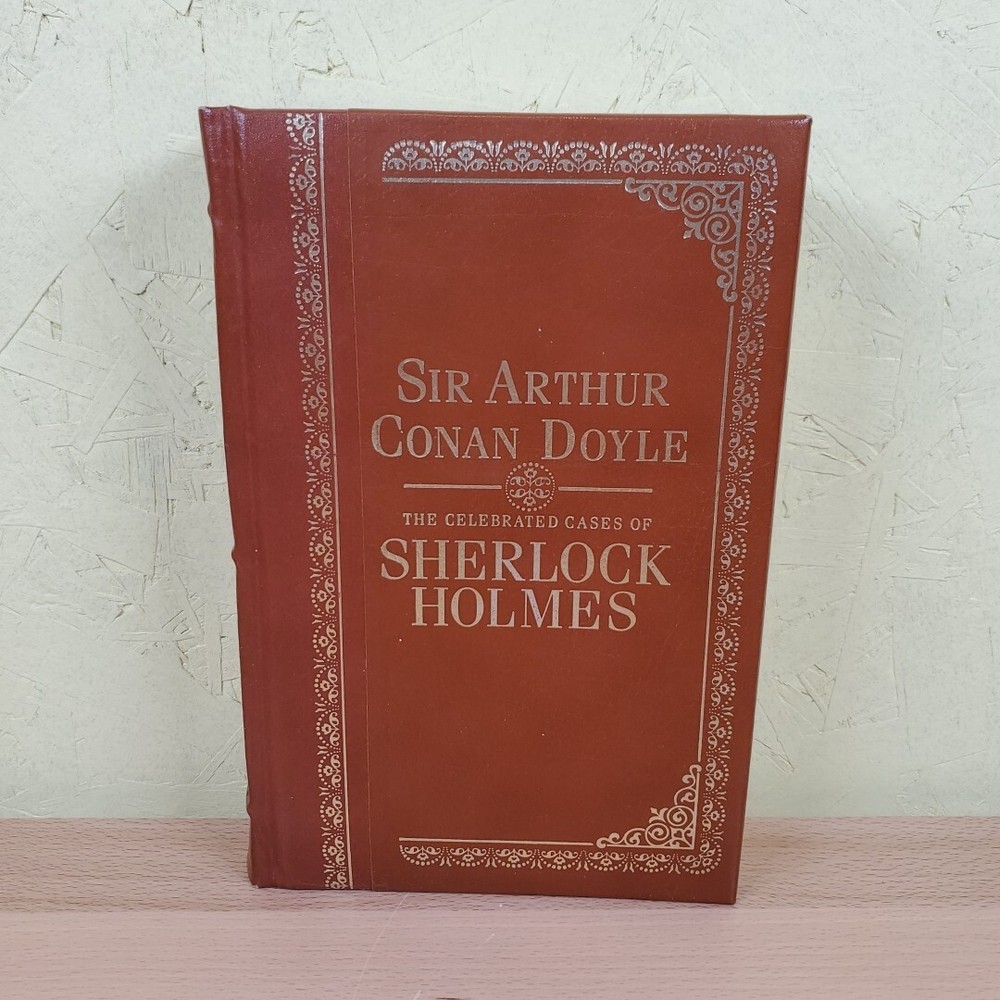 SIR ARTHUR
CONAN DOYLE
THE CELEBRATED CASES OF
SHERLOCK
HOLMES